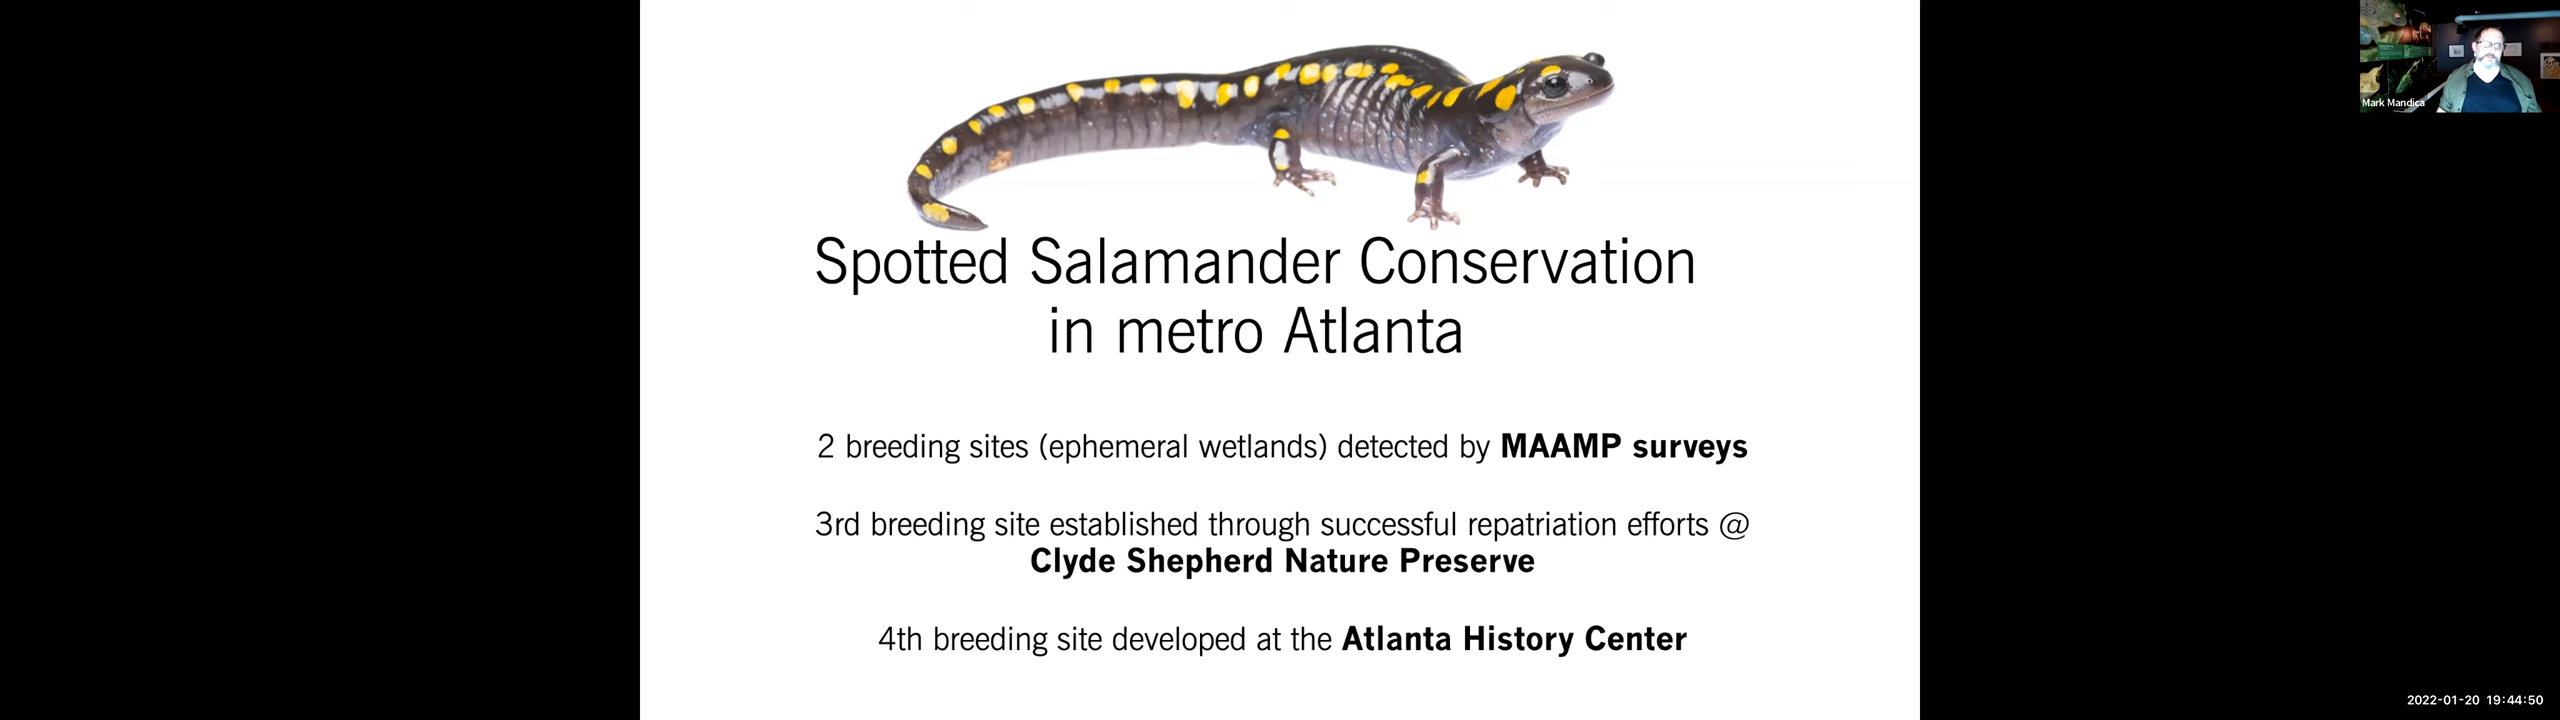 Spotted Salamander Conservation
in metro Atlanta
2 breeding sites (ephemeral wetlands) detected by MAAMP surveys
3rd breeding site established through successful repatriation efforts @
Clyde Shepherd Nature Preserve
4th breeding site developed at the Atlanta History Center
Mark Mandica
2022-01-20 19:44:50